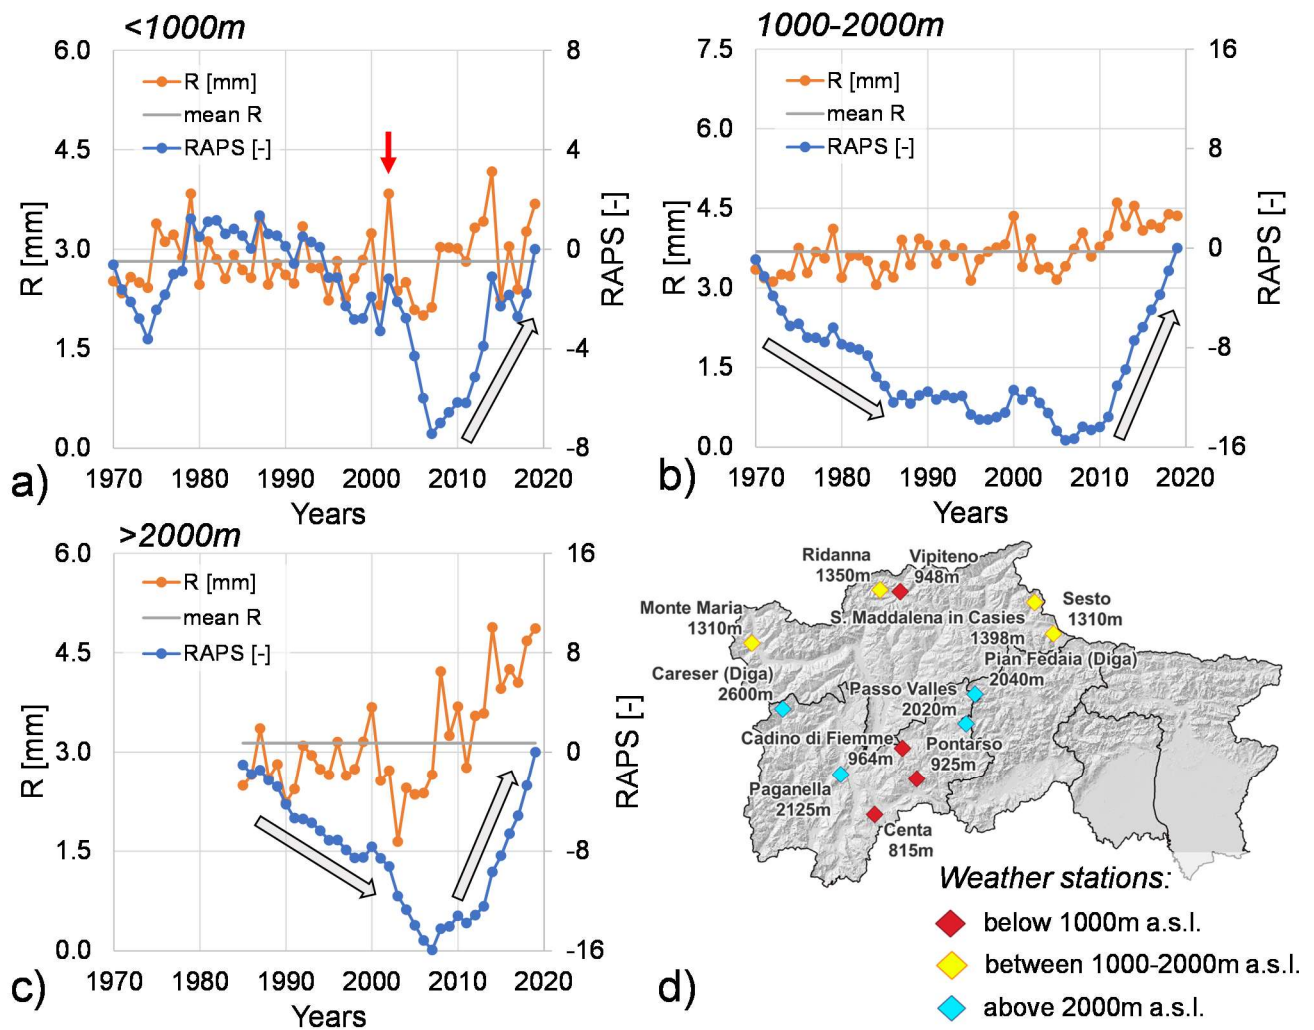 <1000m
6.0
4.5
3.0
1.5
0.0
R [mm]
R [mm]
mean R
RAPS [-]
8
4
0
-4
-8
RAPS [-]
1970 1980 1990 2000 2010 2020
Years
a)
1000-2000m
7.5
6.0
4.5
3.0
1.5
0.0
R [mm]
R [mm]
mean R
RAPS [-]
16
8
0
-8
-16
RAPS [-]
1970 1980 1990 2000 2010 2020
Years
b)
>2000m
6.0
4.5
3.0
1.5
0.0
R [mm]
R [mm]
mean R
RAPS [-]
16
8
0
-8
-16
RAPS [-]
1970 1980 1990 2000 2010 2020
Years
c)
Ridanna
1350m
Vipiteno
948m
Monte Maria
1310m
S. Maddalena in Casies
1398m
Sesto
1310m
Careser (Diga)
2600m
Pian Fedaia (Diga)
2040m
Passo Valles
2020m
Cadino di Fiemme
964m
Pontarso
925m
Paganella
2125m
Centa
815m
Weather stations:
below 1000m a.s.l.
between 1000-2000m a.s.l.
above 2000m a.s.l.
d)